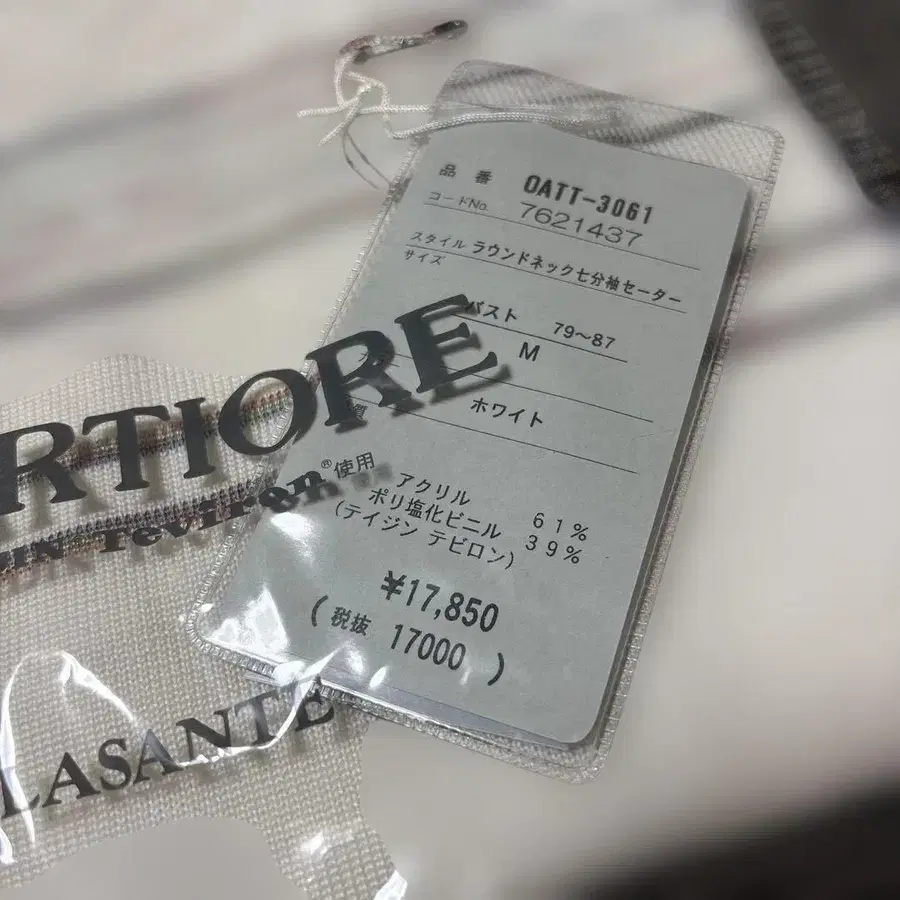 品番 OATT-3061
コードNo. 7621437
スタイル ラウンドネック七分袖セーター
サイズ
バスト 79〜87
M
ホワイト
RTIORE
Teviron®使用
アクリル 61%
ポリ塩化ビニル 39%
(テイジン テビロン)
¥17,850
(税抜 17000)
LASANTE